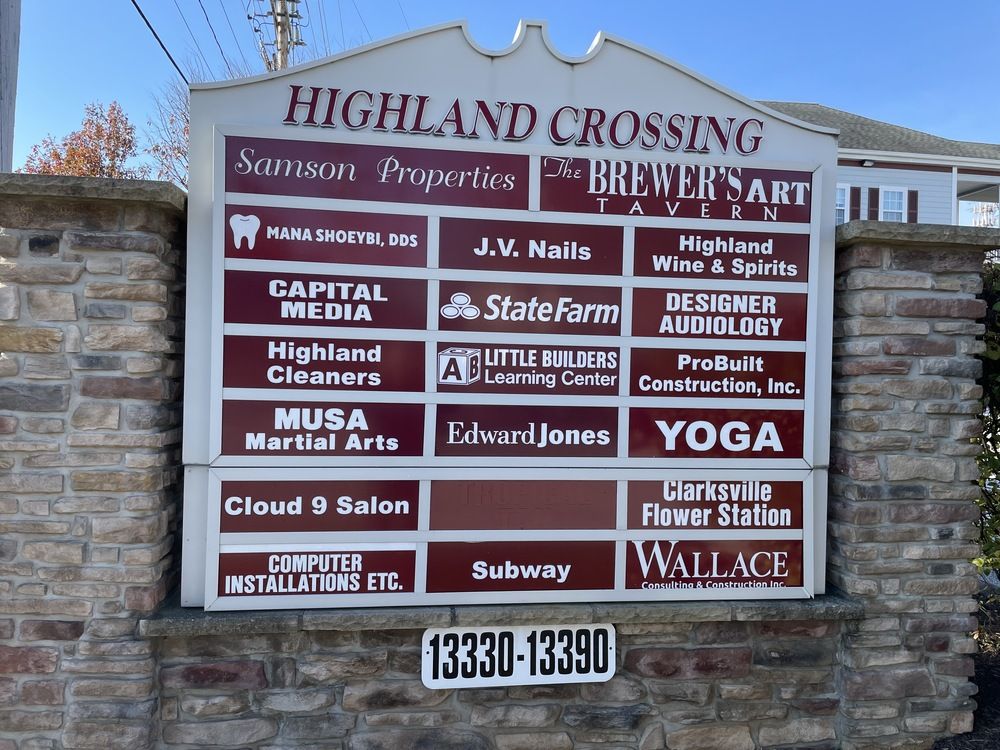 HIGHLAND CROSSING
Samson Properties
The BREWER'S ART
TAVERN
MANA SHOEYBI, DDS
J.V. Nails
Highland
Wine & Spirits
CAPITAL
MEDIA
StateFarm
DESIGNER
AUDIOLOGY
Highland
Cleaners
AB
LITTLE BUILDERS
Learning Center
ProBuilt
Construction, Inc.
MUSA
Martial Arts
Edward Jones
YOGA
Cloud 9 Salon
Clarksville
Flower Station
COMPUTER
INSTALLATIONS ETC.
Subway
WALLACE
Consulting & Construction Inc
13330-13390